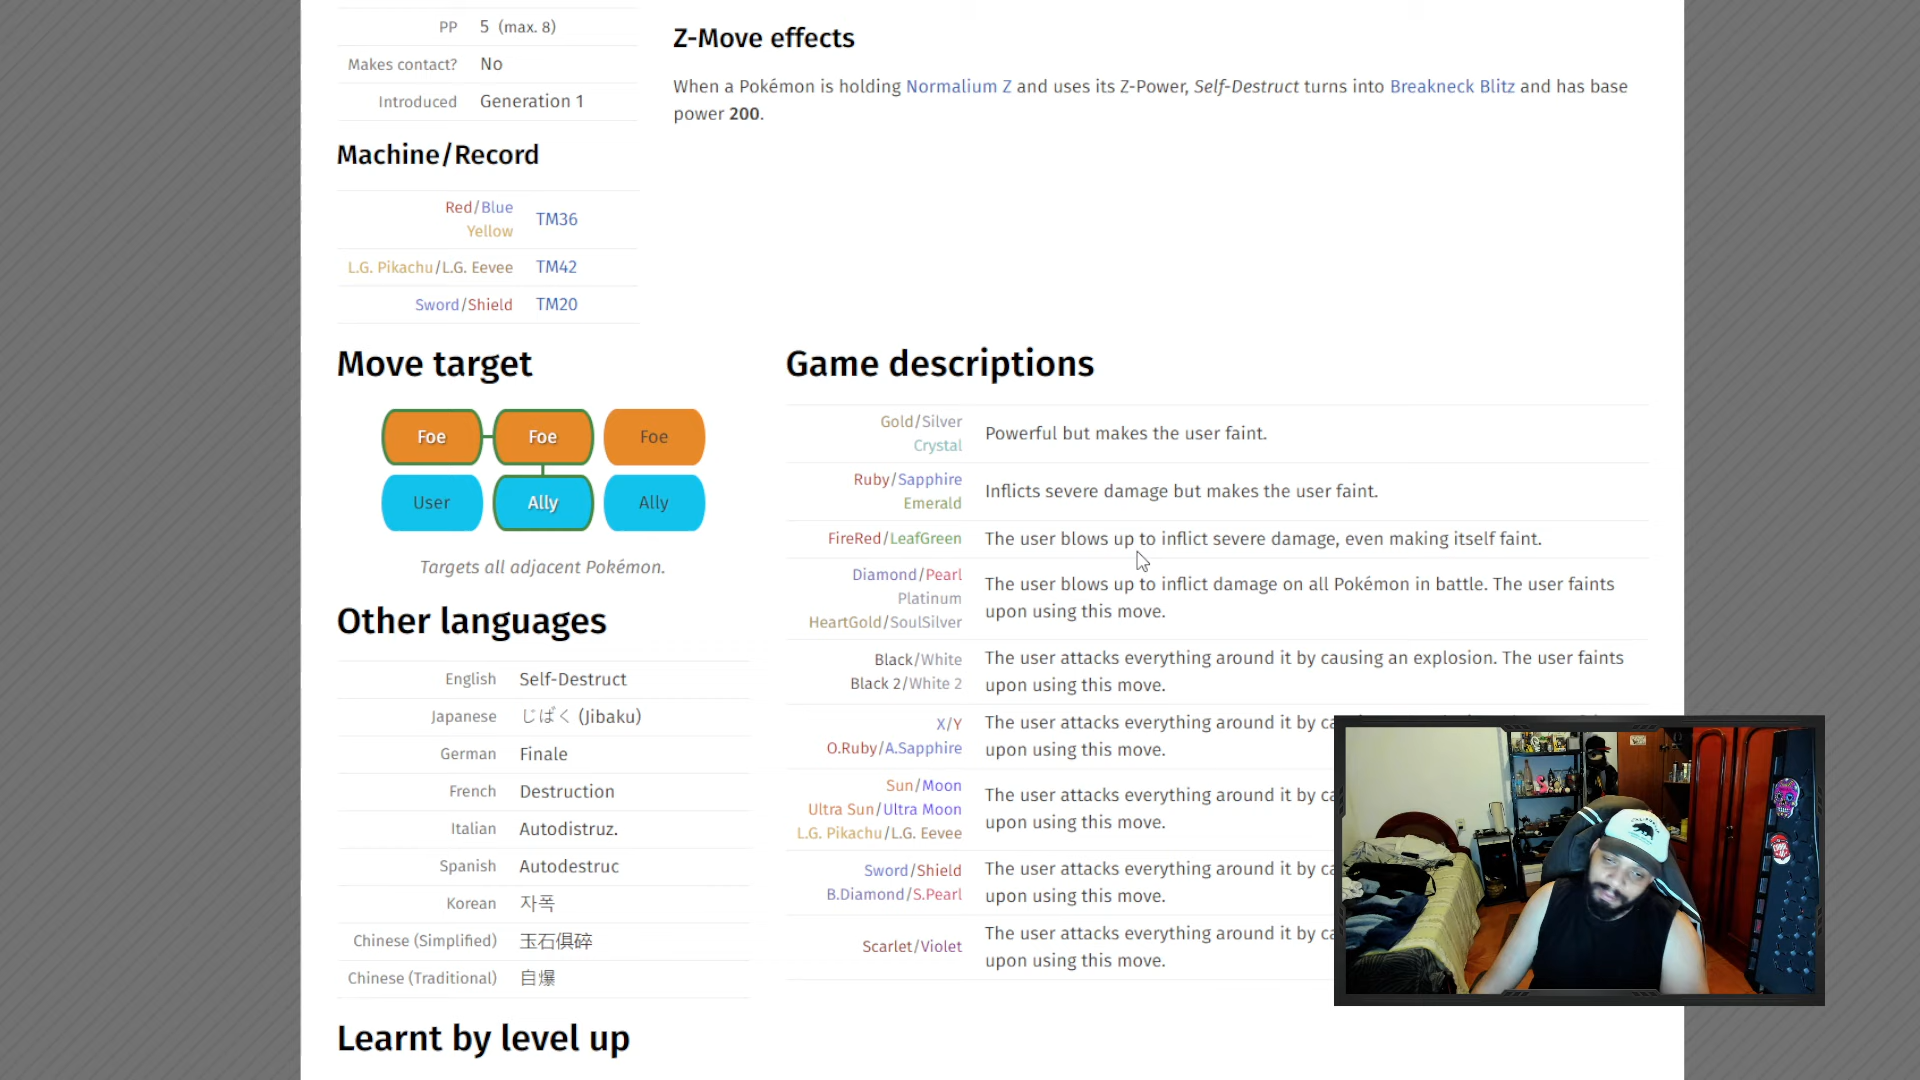 PP 5 (max. 8)
Makes contact? No
Introduced Generation 1
Machine/Record
Red/Blue
Yellow
TM36
L.G. Pikachu/L.G. Eevee TM42
Sword/Shield TM20
Z-Move effects
When a Pokémon is holding Normalium Z and uses its Z-Power, Self-Destruct turns into Breakneck Blitz and has base
power 200.
Move target
Foe Foe Foe
User Ally Ally
Targets all adjacent Pokémon.
Other languages
English Self-Destruct
Japanese じばく (Jibaku)
German Finale
French Destruction
Italian Autodistruz.
Spanish Autodestruc
Korean 자폭
Chinese (Simplified) 玉石俱碎
Chinese (Traditional) 自爆
Learnt by level up
Game descriptions
Gold/Silver
Crystal
Powerful but makes the user faint.
Ruby/Sapphire
Emerald
Inflicts severe damage but makes the user faint.
FireRed/LeafGreen The user blows up to inflict severe damage, even making itself faint.
Diamond/Pearl
Platinum
HeartGold/SoulSilver
The user blows up to inflict damage on all Pokémon in battle. The user faints
upon using this move.
Black/White
Black 2/White 2
The user attacks everything around it by causing an explosion. The user faints
upon using this move.
X/Y
O.Ruby/A.Sapphire
The user attacks everything around it by
upon using this move.
Sun/Moon
Ultra Sun/Ultra Moon
L.G. Pikachu/L.G. Eevee
The user attacks everything around it by
upon using this move.
Sword/Shield
B.Diamond/S.Pearl
The user attacks everything around it by
upon using this move.
Scarlet/Violet
The user attacks everything around it by
upon using this move.